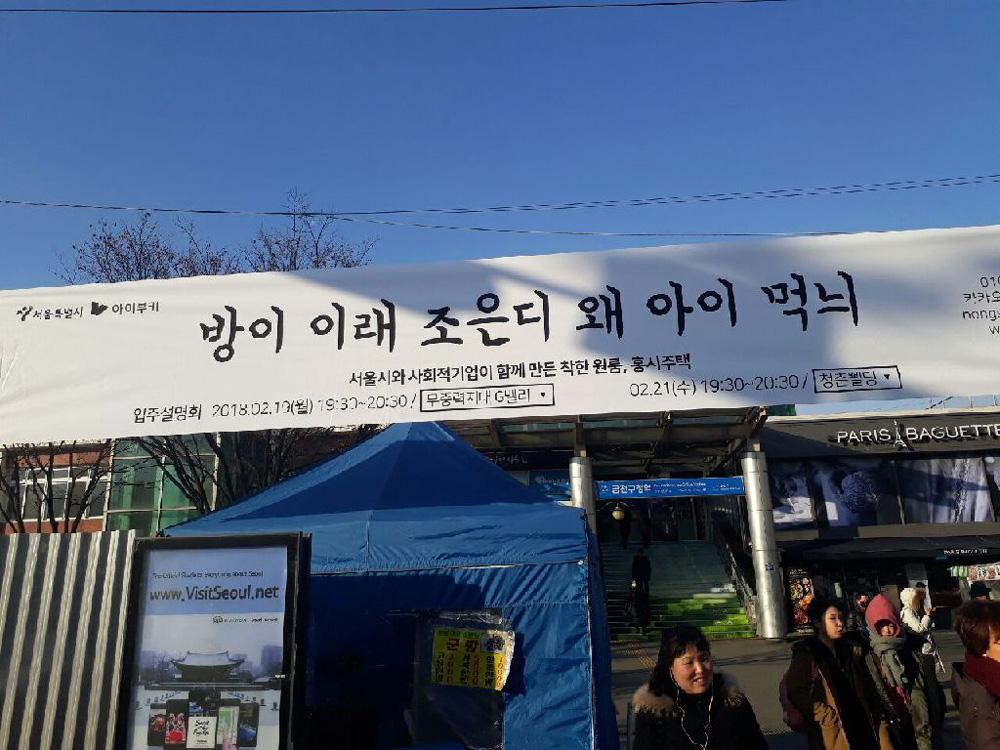 서울특별시 아이부키
방이 이래 조은디 왜 아이 먹늬
서울시와 사회적기업이 함께 만든 착한 원룸, 홍시주택
입주설명회 2018.02.19(월) 19:30~20:30 / 무중력지대 G밸리
02.21(수) 19:30~20:30 / 청춘삘딩
010
PARIS BAGUETTE
금천구청역
www.VisitSeoul.net
군밤